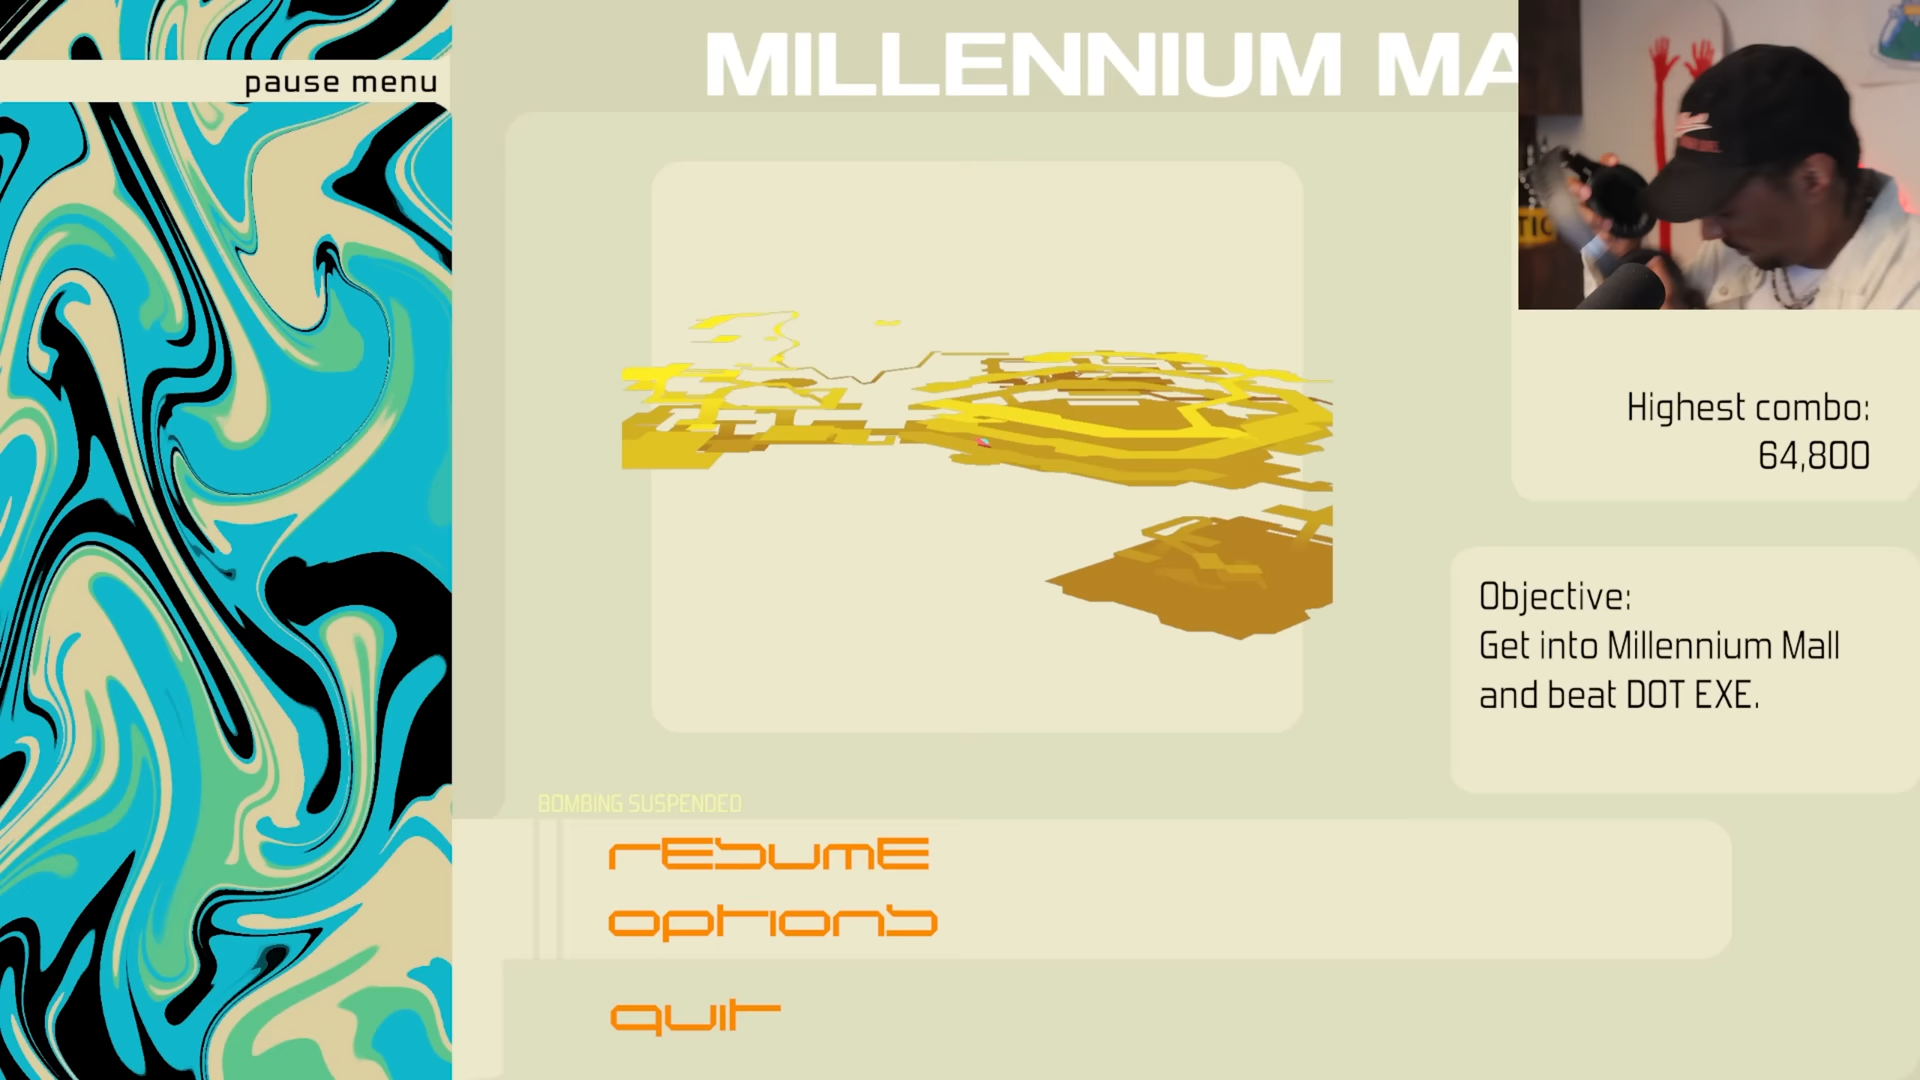 pause menu
MILLENNIUM MA
Highest combo:
64,800
Objective:
Get into Millennium Mall
and beat DOT EXE.
BOMBING SUSPENDED
resume
options
quit